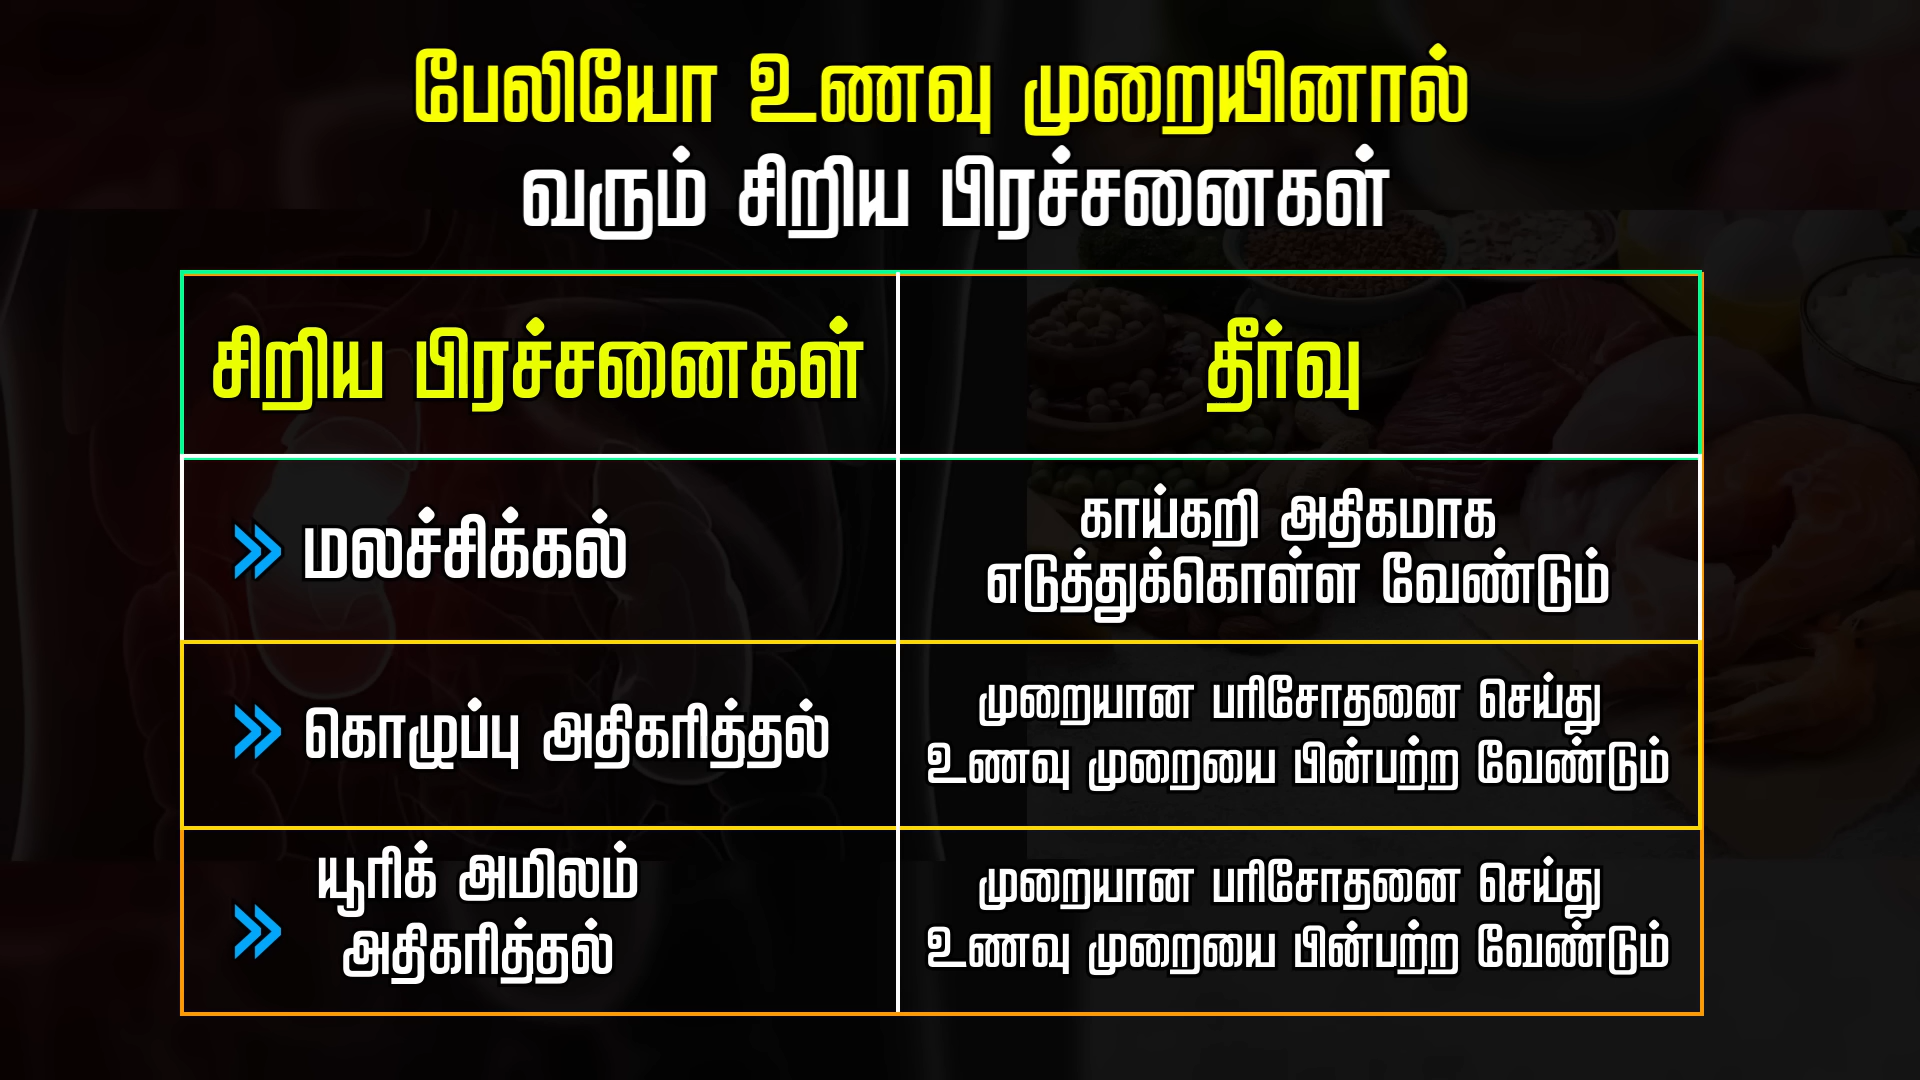 பேலியோ உணவு முறையினால்
வரும் சிறிய பிரச்சனைகள்
சிறிய பிரச்சனைகள்
தீர்வு
» மலச்சிக்கல்
காய்கறி அதிகமாக
எடுத்துக்கொள்ள வேண்டும்
» கொழுப்பு அதிகரித்தல்
முறையான பரிசோதனை செய்து
உணவு முறையை பின்பற்ற வேண்டும்
» யூரிக் அமிலம்
அதிகரித்தல்
முறையான பரிசோதனை செய்து
உணவு முறையை பின்பற்ற வேண்டும்